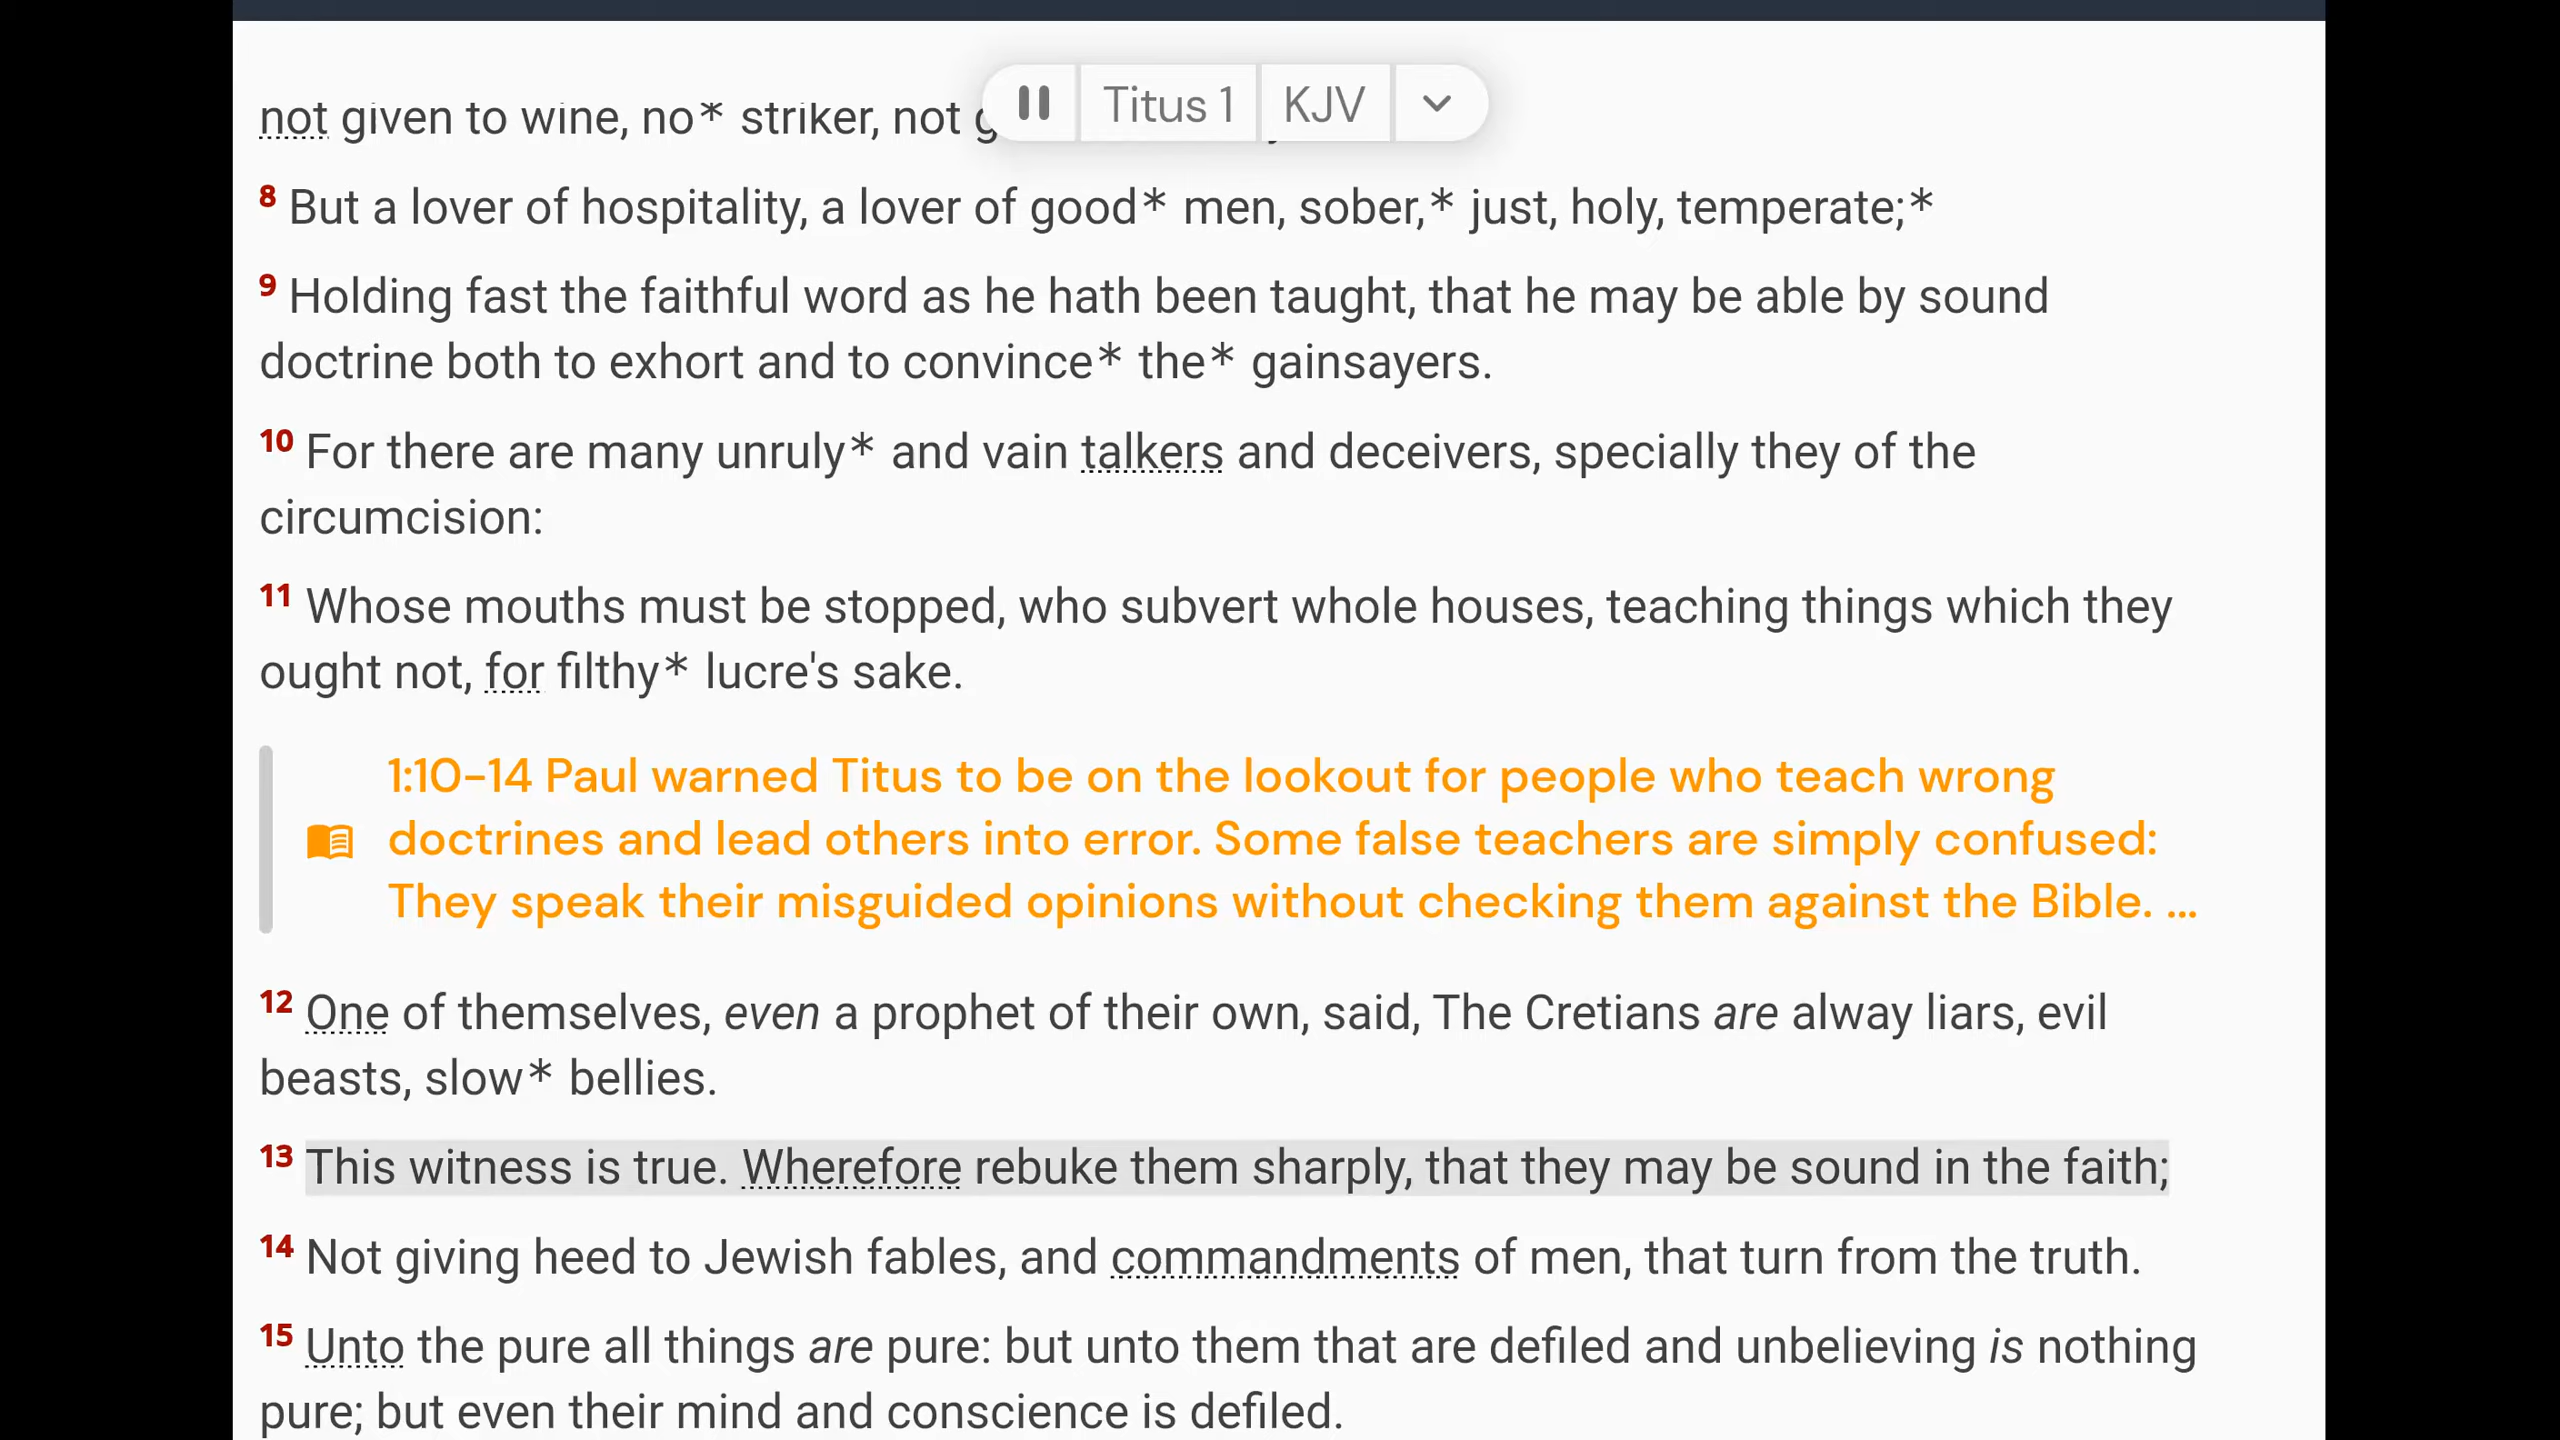 Titus 1 KJV
not given to wine, no* striker, not
8 But a lover of hospitality, a lover of good* men, sober,* just, holy, temperate;*
9 Holding fast the faithful word as he hath been taught, that he may be able by sound
doctrine both to exhort and to convince* the* gainsayers.
10 For there are many unruly* and vain talkers and deceivers, specially they of the
circumcision:
11 Whose mouths must be stopped, who subvert whole houses, teaching things which they
ought not, for filthy* lucre's sake.
1:10–14 Paul warned Titus to be on the lookout for people who teach wrong
doctrines and lead others into error. Some false teachers are simply confused:
They speak their misguided opinions without checking them against the Bible. ...
12 One of themselves, even a prophet of their own, said, The Cretians are alway liars, evil
beasts, slow* bellies.
13 This witness is true. Wherefore rebuke them sharply, that they may be sound in the faith;
14 Not giving heed to Jewish fables, and commandments of men, that turn from the truth.
15 Unto the pure all things are pure: but unto them that are defiled and unbelieving is nothing
pure; but even their mind and conscience is defiled.